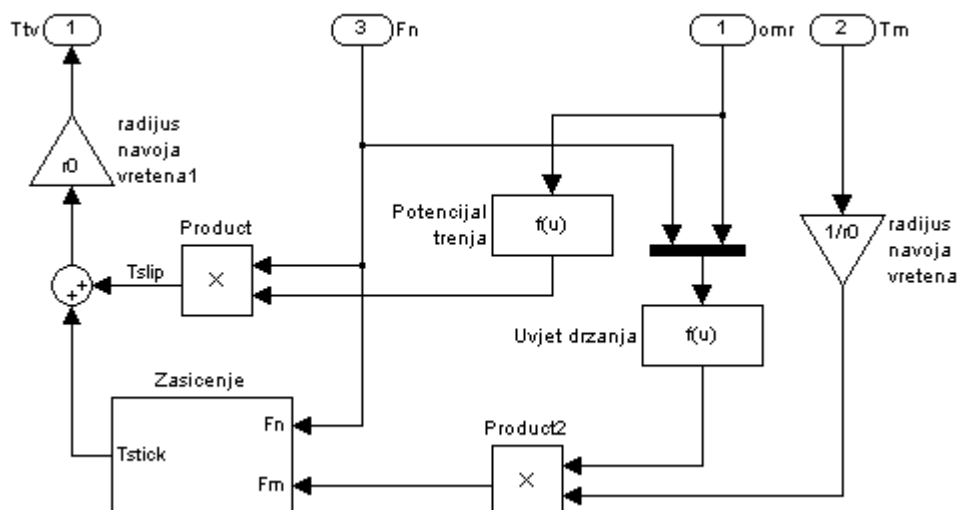 Ttv
1
3
Fn
1
omr
2
Tm
radijus
navoja
vretena1
r0
Potencijal
trenja
f(u)
1/r0
radijus
navoja
vretena
Product
×
Tslip
+
+
Uvjet drzanja
f(u)
Zasicenje
Fn
Tstick
Fm
Product2
×